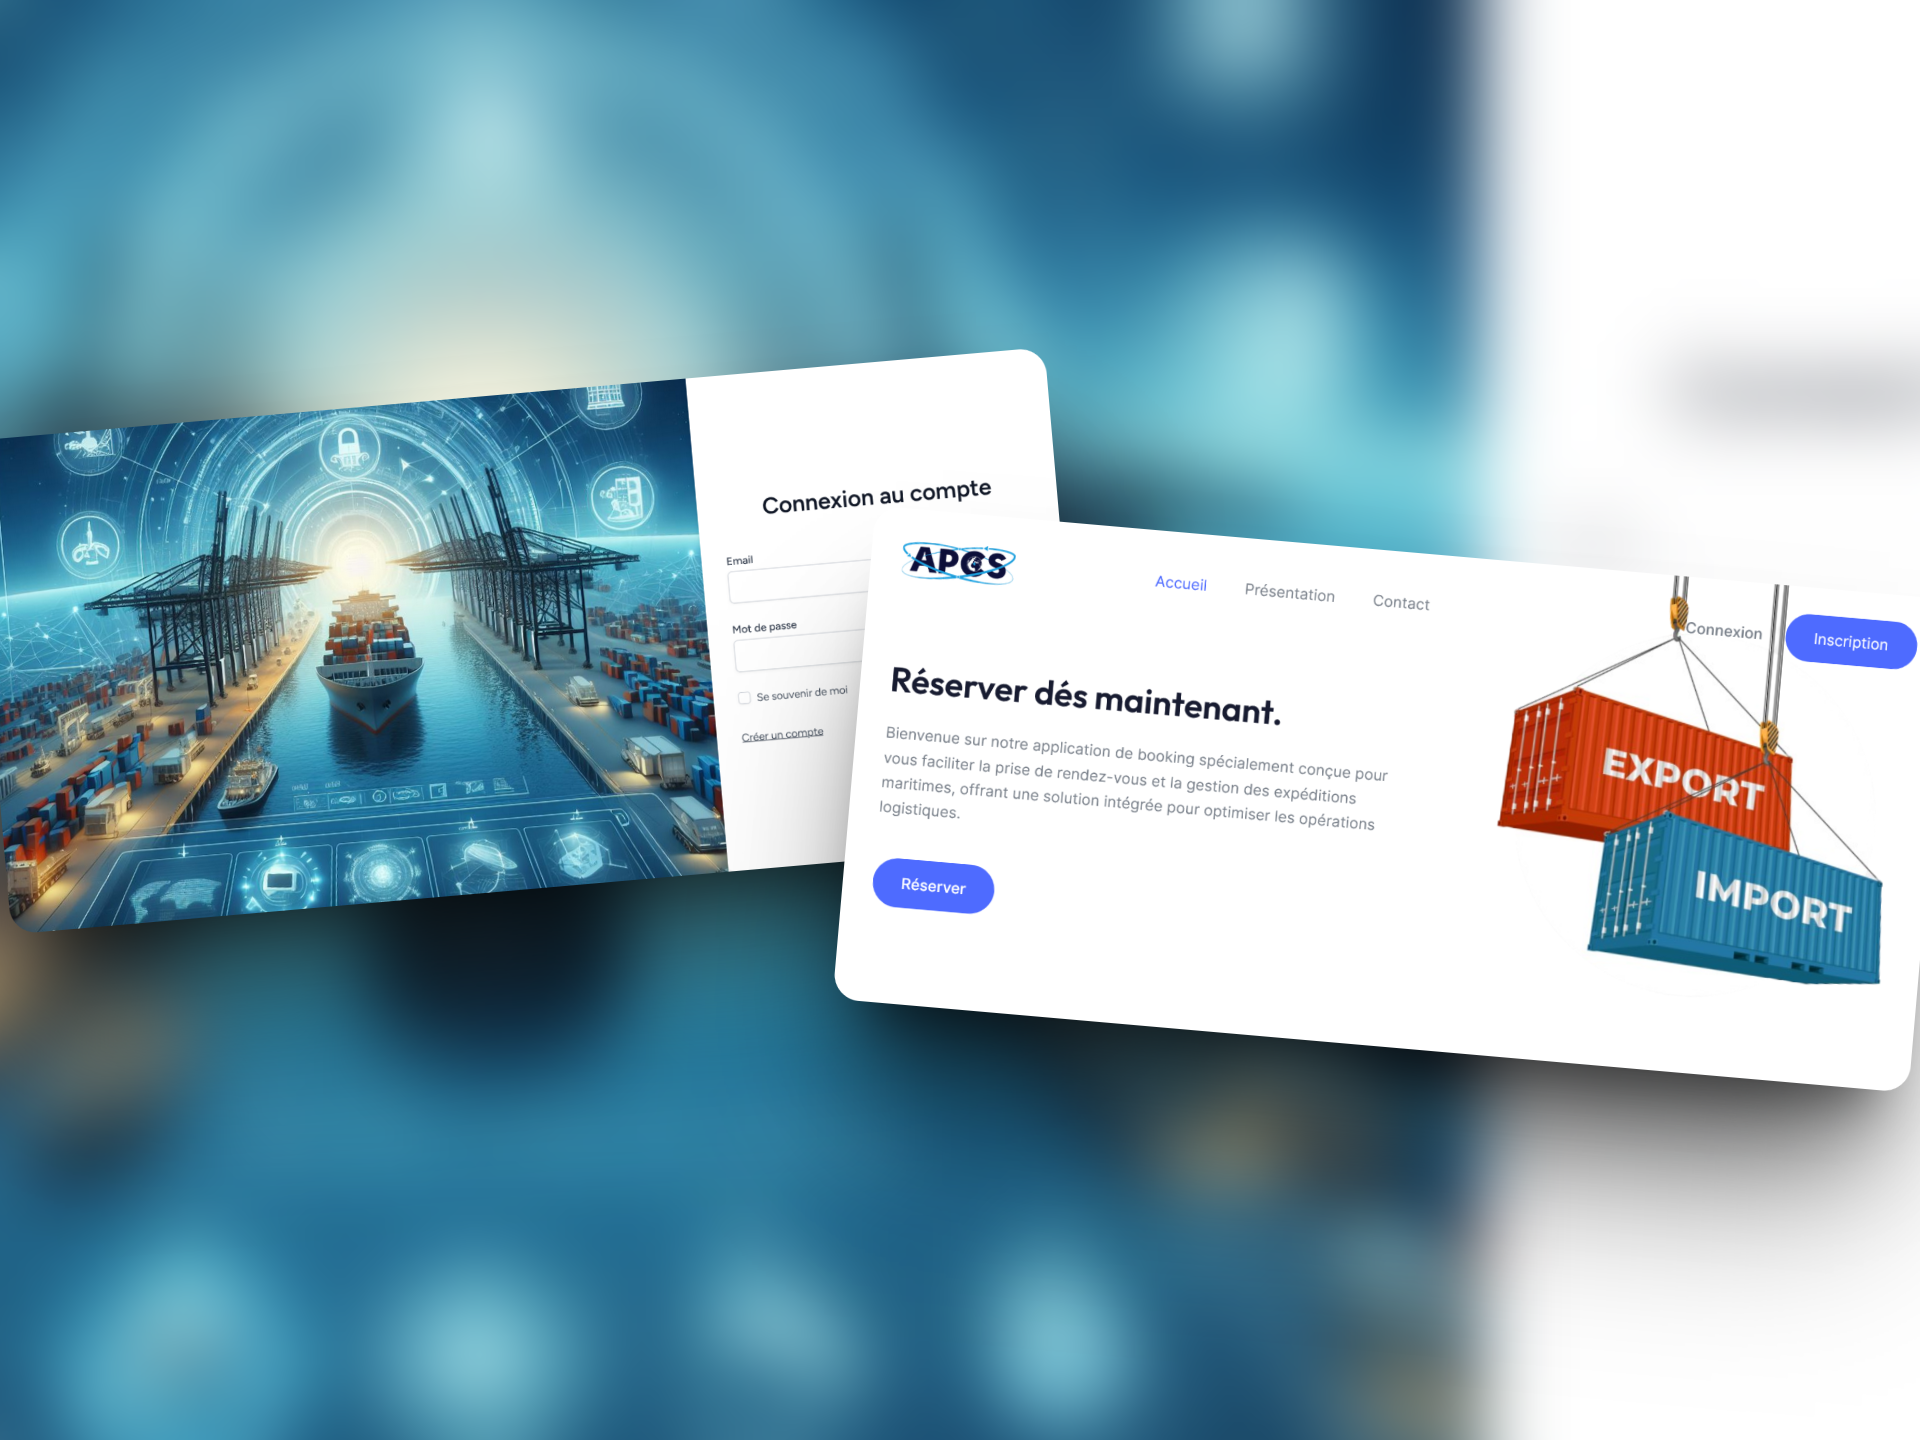 Connexion au compte
Email
Mot de passe
Se souvenir de moi
Créer un compte
APCS
Accueil
Présentation
Contact
Connexion
Inscription
Réserver dés maintenant.
Bienvenue sur notre application de booking spécialement conçue pour
vous faciliter la prise de rendez-vous et la gestion des expéditions
maritimes, offrant une solution intégrée pour optimiser les opérations
logistiques.
Réserver
EXPORT
IMPORT